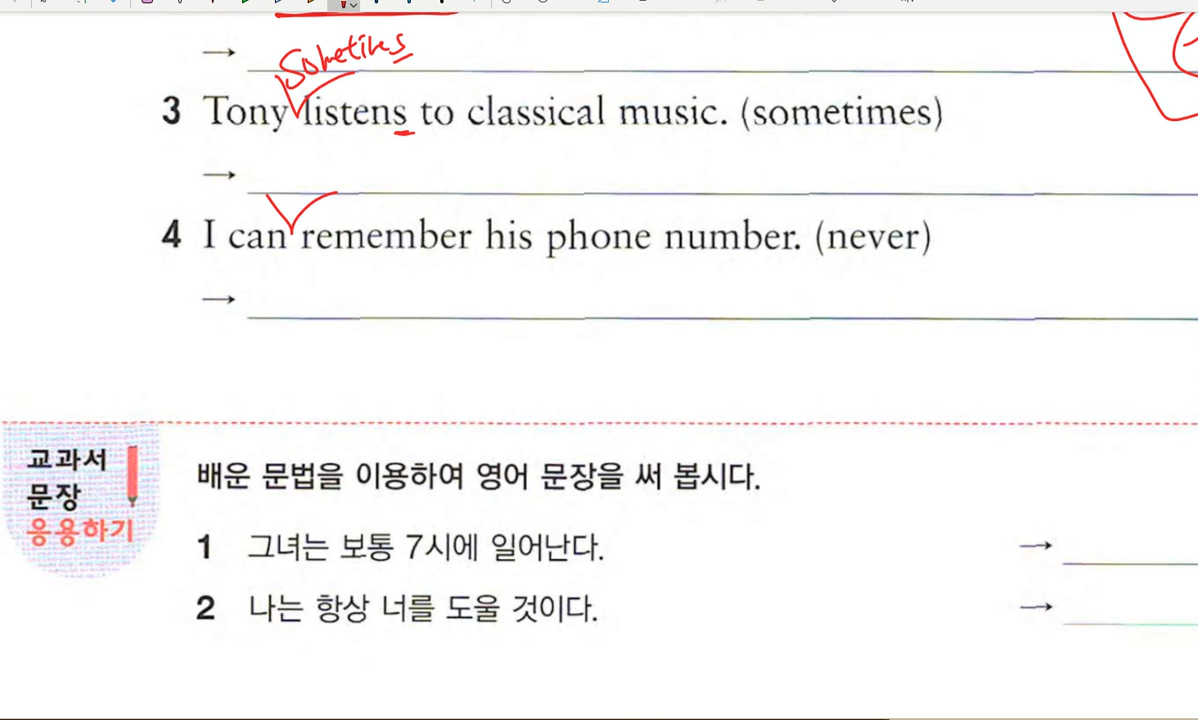 →
Sometimes
3 Tony listens to classical music. (sometimes)
→
4 I can remember his phone number. (never)
→
교과서
문장
응용하기
배운 문법을 이용하여 영어 문장을 써 봅시다.
1 그녀는 보통 7시에 일어난다. →
2 나는 항상 너를 도울 것이다. →